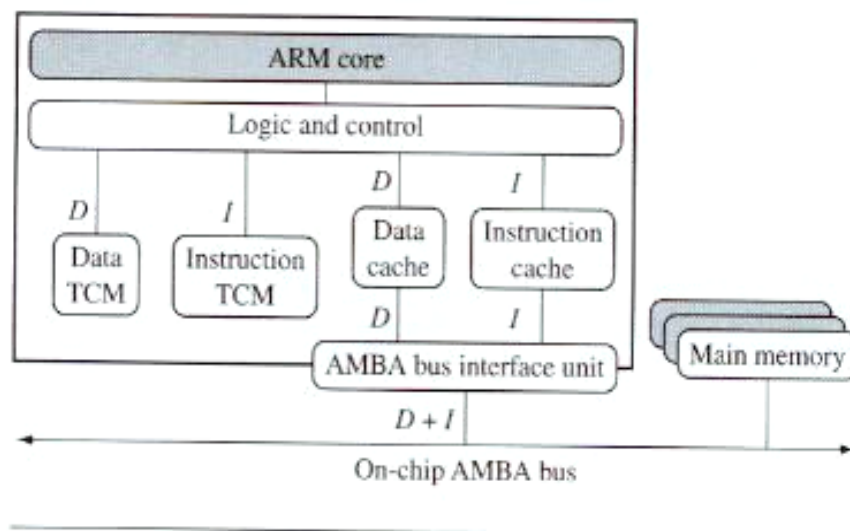 ARM core
Logic and control
D
I
D
I
Data
TCM
Instruction
TCM
Data
cache
Instruction
cache
D
I
AMBA bus interface unit
Main memory
D + I
On-chip AMBA bus